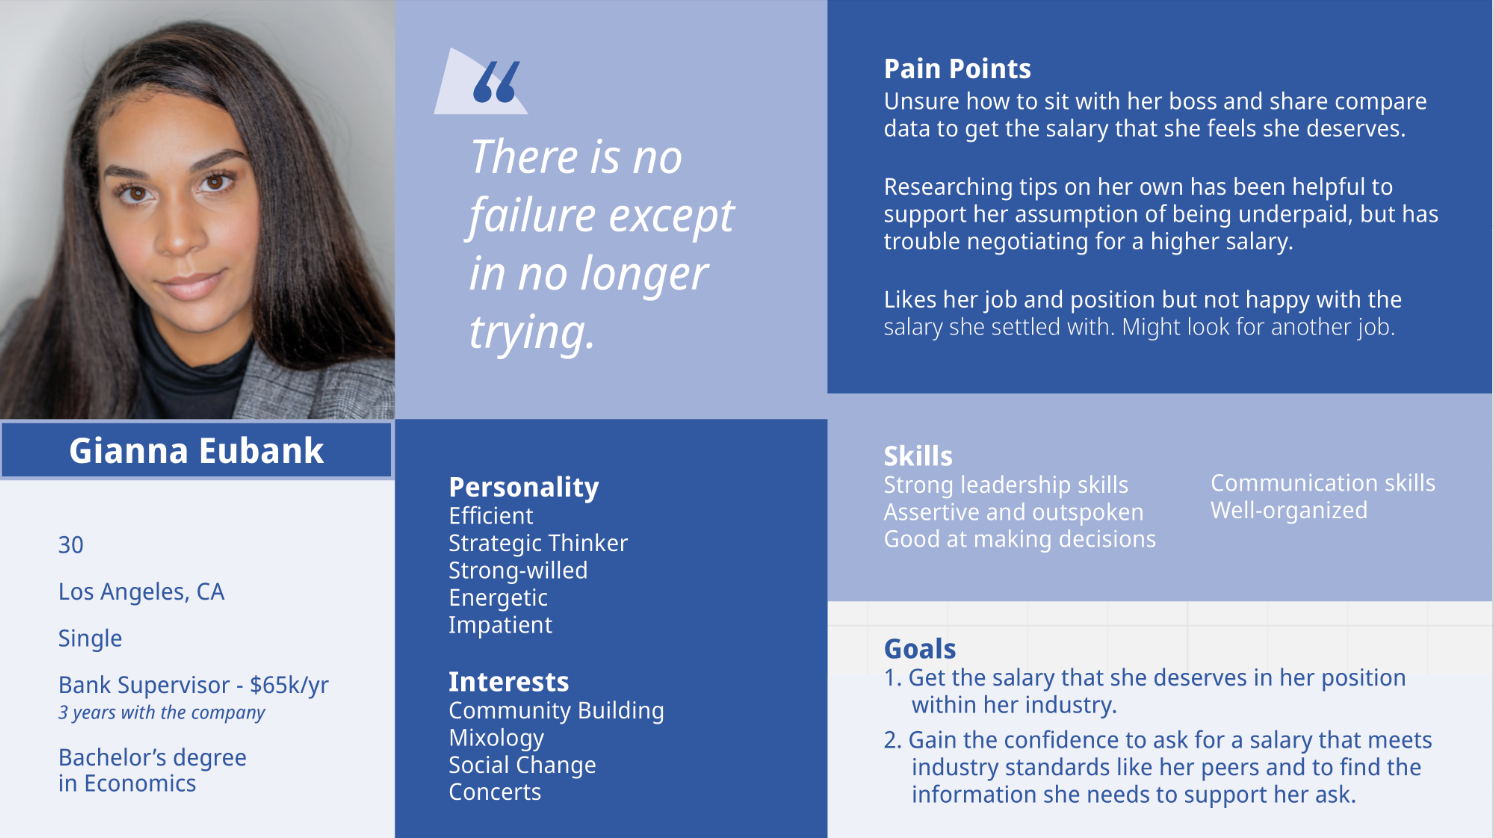 “
There is no
failure except
in no longer
trying.
Gianna Eubank
30
Los Angeles, CA
Single
Bank Supervisor - $65k/yr
3 years with the company
Bachelor’s degree
in Economics
Personality
Efficient
Strategic Thinker
Strong-willed
Energetic
Impatient
Interests
Community Building
Mixology
Social Change
Concerts
Pain Points
Unsure how to sit with her boss and share compare
data to get the salary that she feels she deserves.
Researching tips on her own has been helpful to
support her assumption of being underpaid, but has
trouble negotiating for a higher salary.
Likes her job and position but not happy with the
salary she settled with. Might look for another job.
Skills
Strong leadership skills
Assertive and outspoken
Good at making decisions
Communication skills
Well-organized
Goals
1. Get the salary that she deserves in her position
within her industry.
2. Gain the confidence to ask for a salary that meets
industry standards like her peers and to find the
information she needs to support her ask.